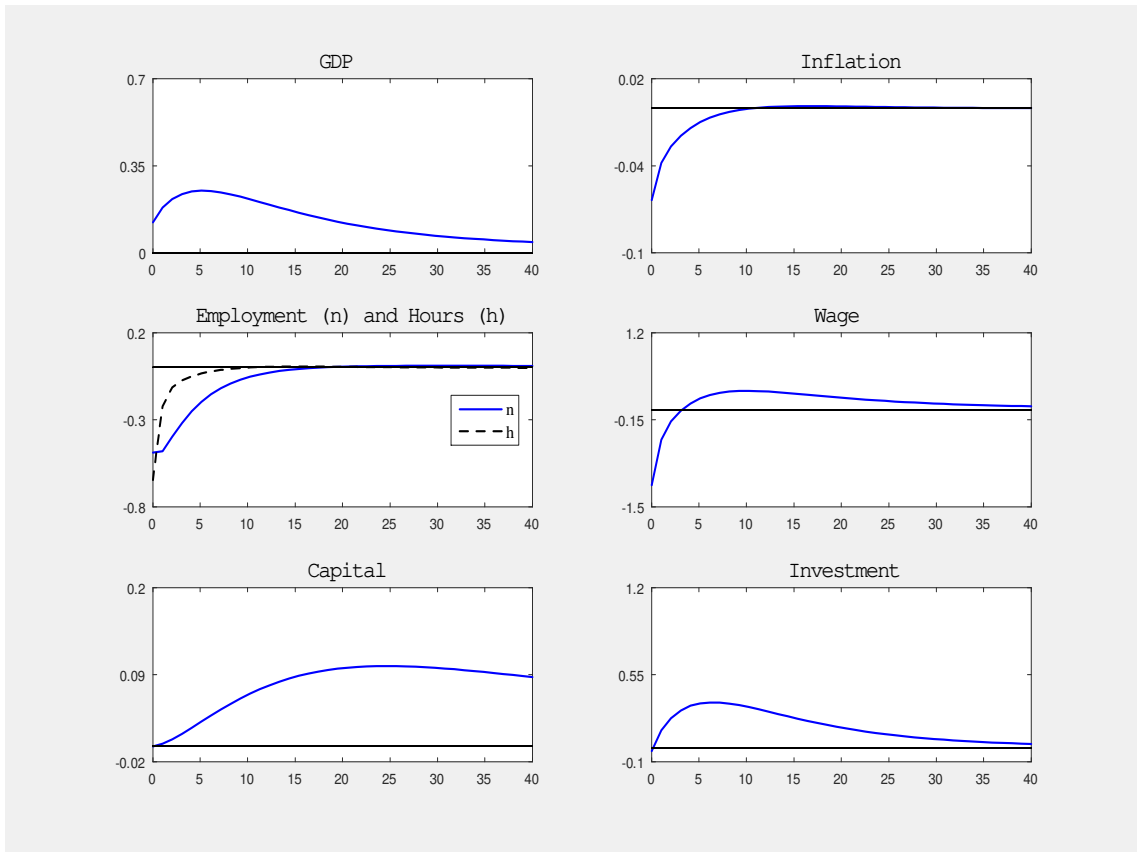 GDP
0.7
0.35
0
0 5 10 15 20 25 30 35 40
Inflation
0.02
-0.04
-0.1
0 5 10 15 20 25 30 35 40
Employment (n) and Hours (h)
0.2
-0.3
-0.8
n
h
0 5 10 15 20 25 30 35 40
Wage
1.2
-0.15
-1.5
0 5 10 15 20 25 30 35 40
Capital
0.2
0.09
-0.02
0 5 10 15 20 25 30 35 40
Investment
1.2
0.55
-0.1
0 5 10 15 20 25 30 35 40